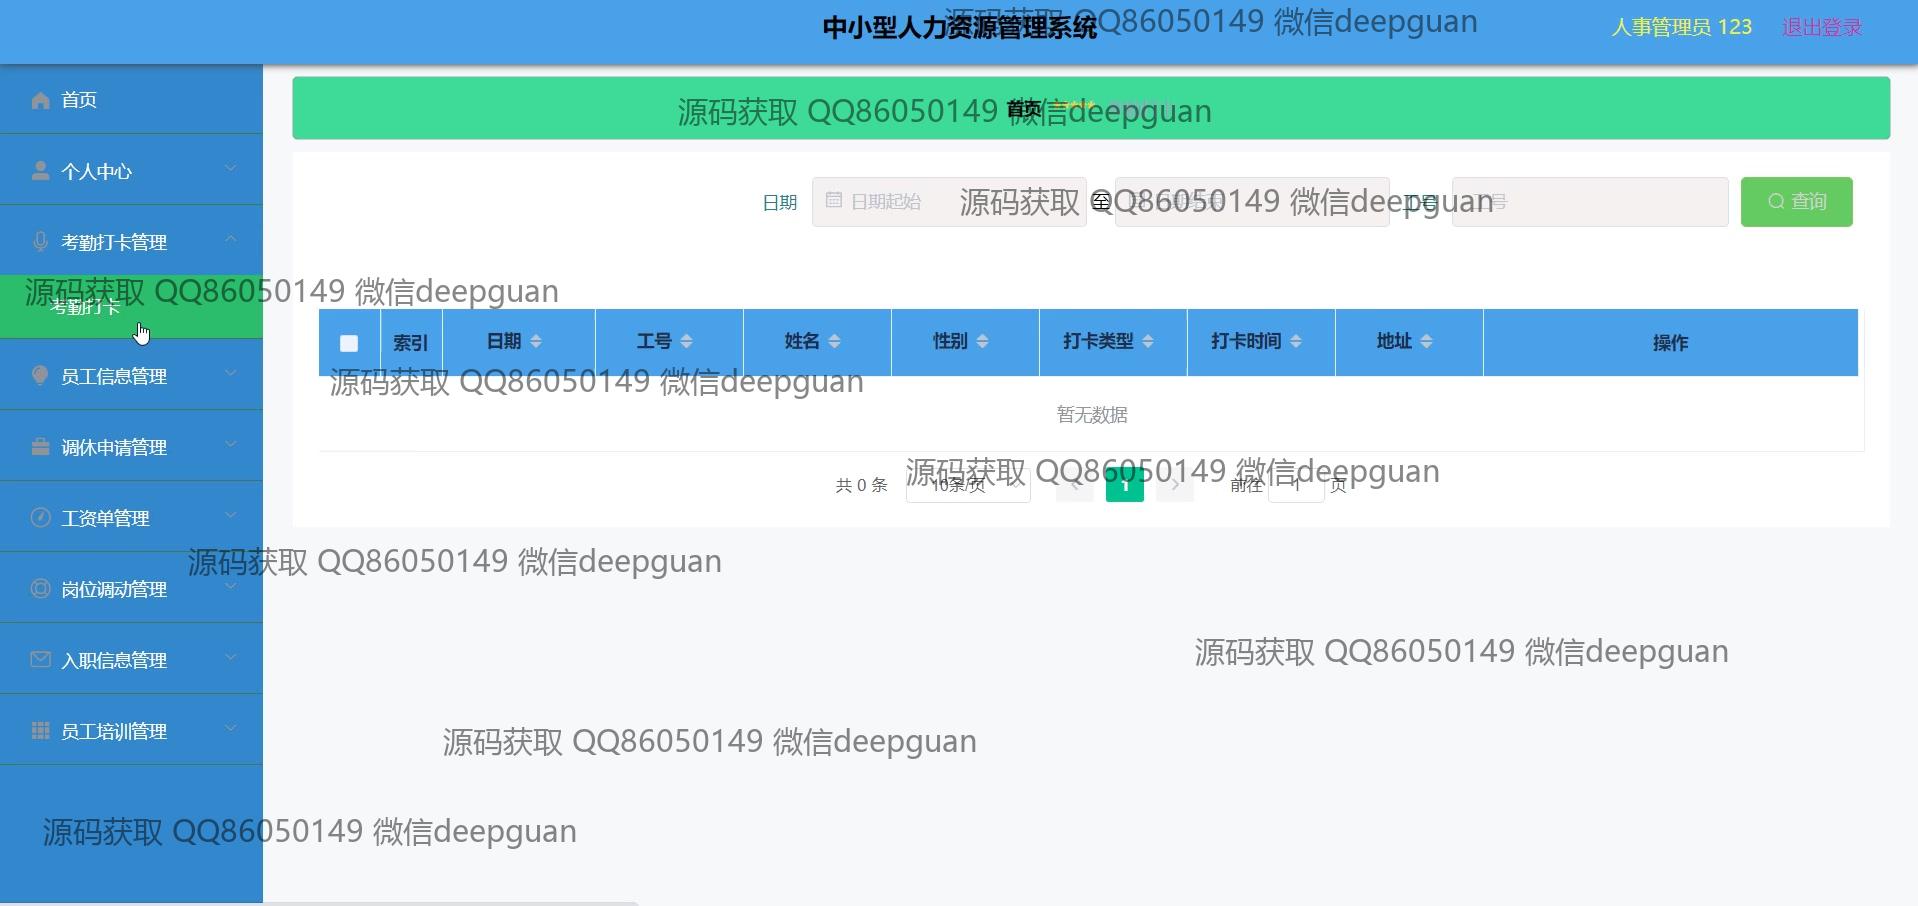 中小型人力资源管理系统
源码获取 QQ86050149 微信deepguan
人事管理员 123
退出登录
首页
源码获取 QQ86050149 微信deepguan
首页
个人中心
日期
日期起始
至
源码获取 QQ86050149 微信deepguan
工号
工号
查询
考勤打卡管理
源码获取 QQ86050149 微信deepguan
考勤打卡
索引 日期 工号 姓名 性别 打卡类型 打卡时间 地址 操作
源码获取 QQ86050149 微信deepguan
暂无数据
员工信息管理
调休申请管理
源码获取 QQ86050149 微信deepguan
共 0 条
10条/页
1
前往 1 页
工资单管理
源码获取 QQ86050149 微信deepguan
岗位调动管理
入职信息管理
源码获取 QQ86050149 微信deepguan
员工培训管理
源码获取 QQ86050149 微信deepguan
源码获取 QQ86050149 微信deepguan